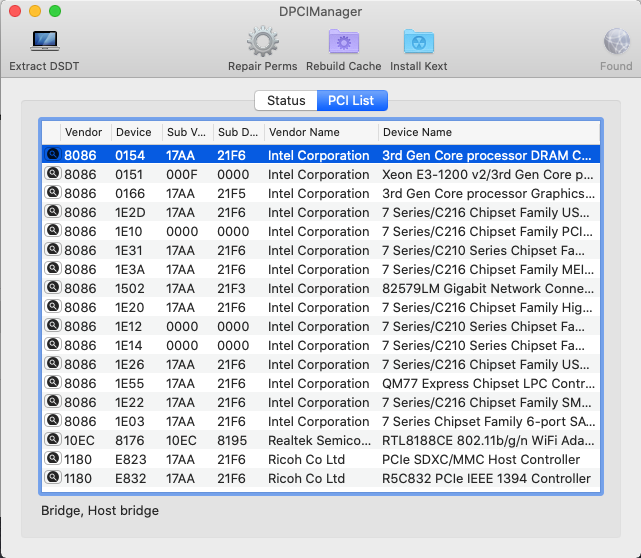 DPCIManager
Extract DSDT Repair Perms Rebuild Cache Install Kext Found
Status PCI List
Vendor Device Sub V... Sub D... Vendor Name Device Name
8086 0154 17AA 21F6 Intel Corporation 3rd Gen Core processor DRAM C...
8086 0151 000F 0000 Intel Corporation Xeon E3-1200 v2/3rd Gen Core p...
8086 0166 17AA 21F5 Intel Corporation 3rd Gen Core processor Graphics...
8086 1E2D 17AA 21F6 Intel Corporation 7 Series/C216 Chipset Family US...
8086 1E10 0000 0000 Intel Corporation 7 Series/C216 Chipset Family PCI...
8086 1E31 17AA 21F6 Intel Corporation 7 Series/C210 Series Chipset Fa...
8086 1E3A 17AA 21F6 Intel Corporation 7 Series/C216 Chipset Family MEI...
8086 1502 17AA 21F3 Intel Corporation 82579LM Gigabit Network Conne...
8086 1E20 17AA 21F6 Intel Corporation 7 Series/C216 Chipset Family Hig...
8086 1E12 0000 0000 Intel Corporation 7 Series/C210 Series Chipset Fa...
8086 1E14 0000 0000 Intel Corporation 7 Series/C210 Series Chipset Fa...
8086 1E26 17AA 21F6 Intel Corporation 7 Series/C216 Chipset Family US...
8086 1E55 17AA 21F6 Intel Corporation QM77 Express Chipset LPC Contr...
8086 1E22 17AA 21F6 Intel Corporation 7 Series/C216 Chipset Family SM...
8086 1E03 17AA 21F6 Intel Corporation 7 Series Chipset Family 6-port SA...
10EC 8176 10EC 8195 Realtek Semico... RTL8188CE 802.11b/g/n WiFi Ada...
1180 E823 17AA 21F6 Ricoh Co Ltd PCIe SDXC/MMC Host Controller
1180 E832 17AA 21F6 Ricoh Co Ltd R5C832 PCIe IEEE 1394 Controller
Bridge, Host bridge